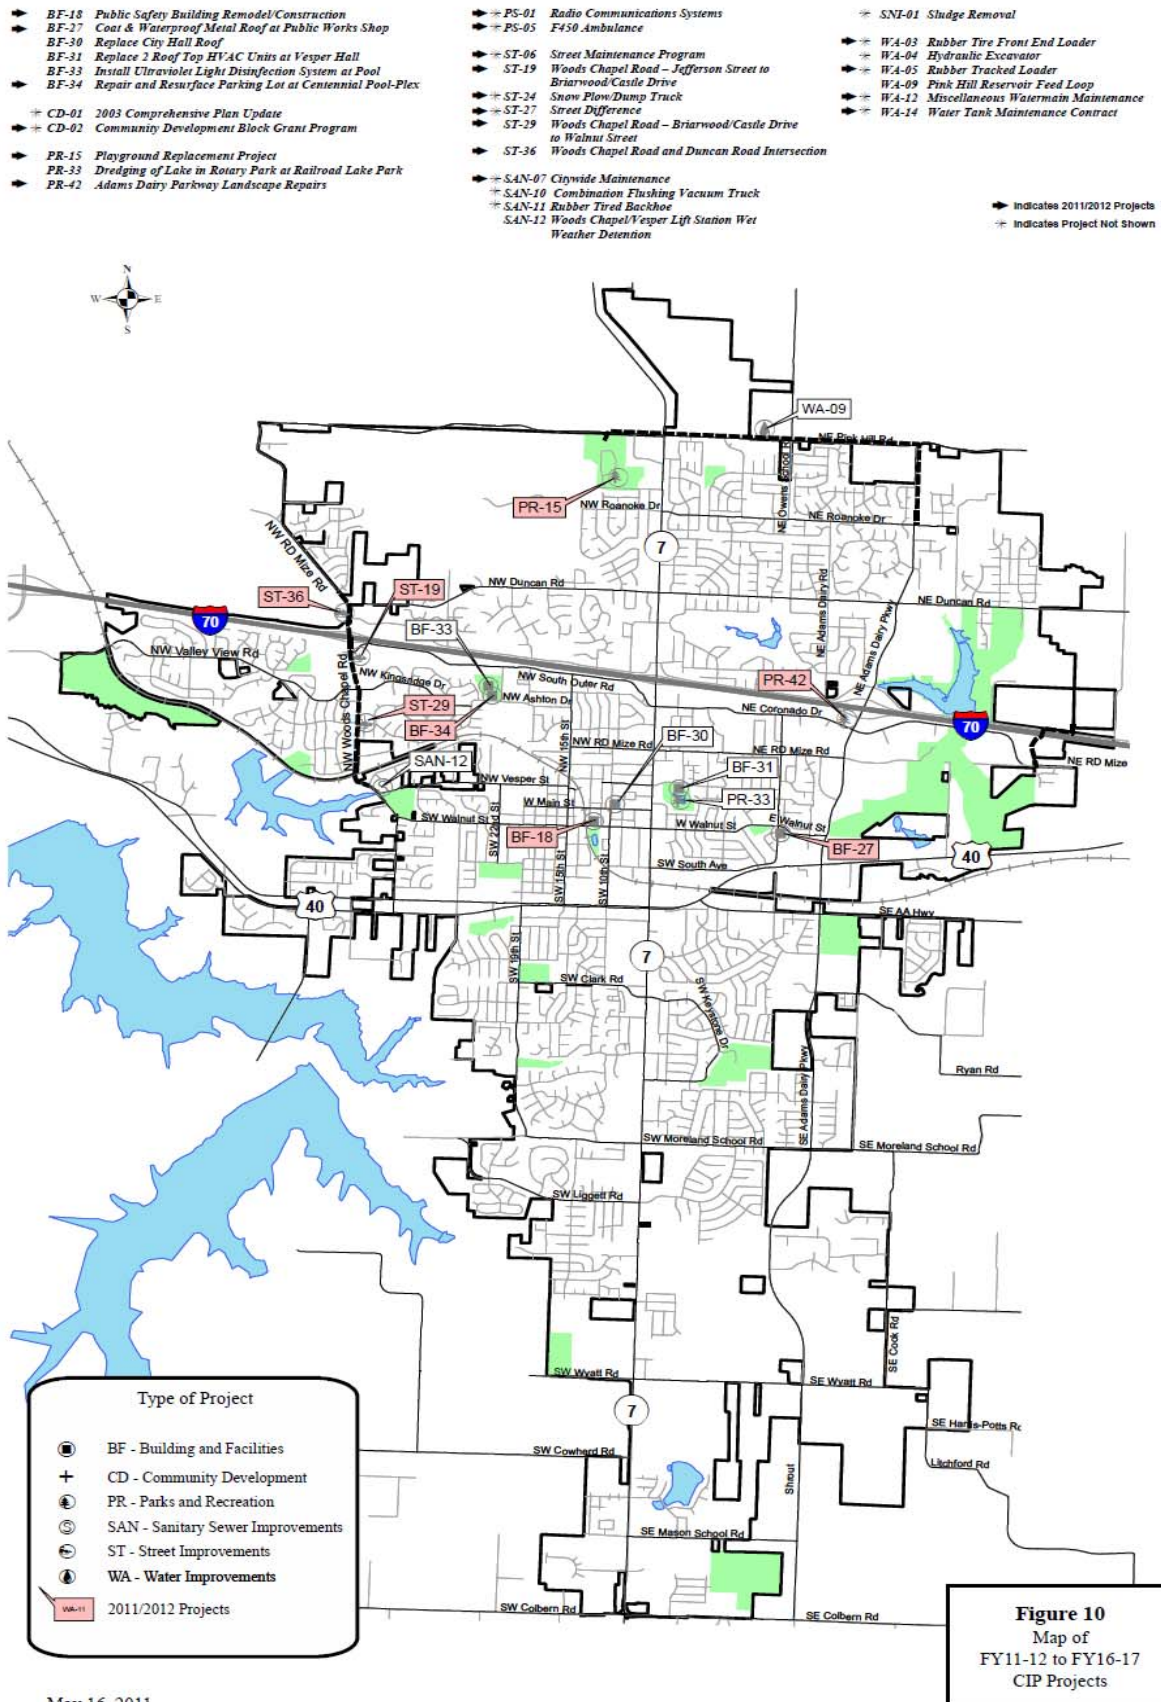 BF-18 Public Safety Building Remodel/Construction
BF-27 Coat & Waterproof Metal Roof at Public Works Shop
BF-30 Replace City Hall Roof
BF-31 Replace 2 Roof Top HVAC Units at Vesper Hall
BF-33 Install Ultraviolet Light Disinfection System at Pool
BF-34 Repair and Resurface Parking Lot at Centennial Pool-Plex
CD-01 2003 Comprehensive Plan Update
CD-02 Community Development Block Grant Program
PR-15 Playground Replacement Project
PR-33 Dredging of Lake in Rotary Park at Railroad Lake Park
PR-42 Adams Dairy Parkway Landscape Repairs
PS-01 Radio Communications Systems
PS-05 F450 Ambulance
ST-06 Street Maintenance Program
ST-19 Woods Chapel Road – Jefferson Street to
Briarwood/Castle Drive
ST-24 Snow Plow/Dump Truck
ST-27 Street Difference
ST-29 Woods Chapel Road – Briarwood/Castle Drive
to Walnut Street
ST-36 Woods Chapel Road and Duncan Road Intersection
SAN-07 Citywide Maintenance
SAN-10 Combination Flushing Vacuum Truck
SAN-11 Rubber Tired Backhoe
SAN-12 Woods Chapel/Vesper Lift Station Wet
Weather Detention
SNI-01 Sludge Removal
WA-03 Rubber Tire Front End Loader
WA-04 Hydraulic Excavator
WA-05 Rubber Tracked Loader
WA-09 Pink Hill Reservoir Feed Loop
WA-12 Miscellaneous Watermain Maintenance
WA-14 Water Tank Maintenance Contract
Indicates 2011/2012 Projects
Indicates Project Not Shown
N
W E
S
WA-09
NE Pink Hill Rd
PR-15
NW Roanoke Dr
NE Owens School Rd
NE Roanoke Dr
7
NW RD Mize Rd
NW Duncan Rd
NE Duncan Rd
ST-36
ST-19
70
BF-33
NE Adams Dairy Rd
NE Adams Dairy Pkwy
NW Valley View Rd
NW Kingsridge Dr
NW South Outer Rd
PR-42
NW Woods Chapel Rd
ST-29
NW Ashton Dr
NE Coronado Dr
70
BF-34
NW 15th St
BF-30
NW RD Mize Rd
NE RD Mize Rd
NE RD Mize
SAN-12
BF-31
NW Vesper St
PR-33
W Main St
SW Walnut St
SW 22nd St
BF-18
W Walnut St
E Walnut St
BF-27
40
SW South Ave
SW 15th St
SW 10th St
40
SE AA Hwy
SW 19th St
7
SW Clark Rd
SW Keystone Dr
Ryan Rd
SE Adams Dairy Pkwy
SW Moreland School Rd
SE Moreland School Rd
SW Liggett Rd
SE Cook Rd
SW Wyatt Rd
SE Wyatt Rd
7
SE Harris-Potts Rd
SW Cowherd Rd
Litchford Rd
Shrout
SE Mason School Rd
SW Colbern Rd
SE Colbern Rd
Type of Project
BF - Building and Facilities
CD - Community Development
PR - Parks and Recreation
SAN - Sanitary Sewer Improvements
ST - Street Improvements
WA - Water Improvements
WA-11 2011/2012 Projects
Figure 10
Map of
FY11-12 to FY16-17
CIP Projects
May 16, 2011